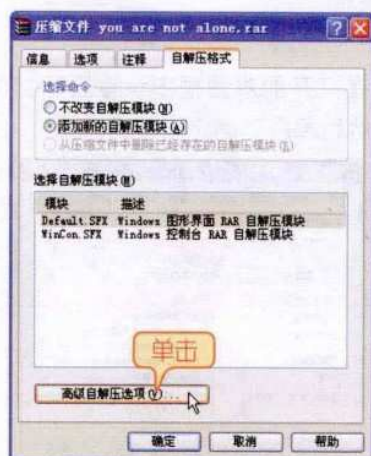 压缩文件 you are not alone.rar
信息 选项 注释 自解压格式
选择命令
不改变自解压模块(N)
添加新的自解压模块(A)
从压缩文件中删除已经存在的自解压模块(R)
选择自解压模块(M)
模块 描述
Default.SFX Windows 图形界面 RAR 自解压模块
WinCon.SFX Windows 控制台 RAR 自解压模块
单击
高级自解压选项(V)...
确定 取消 帮助